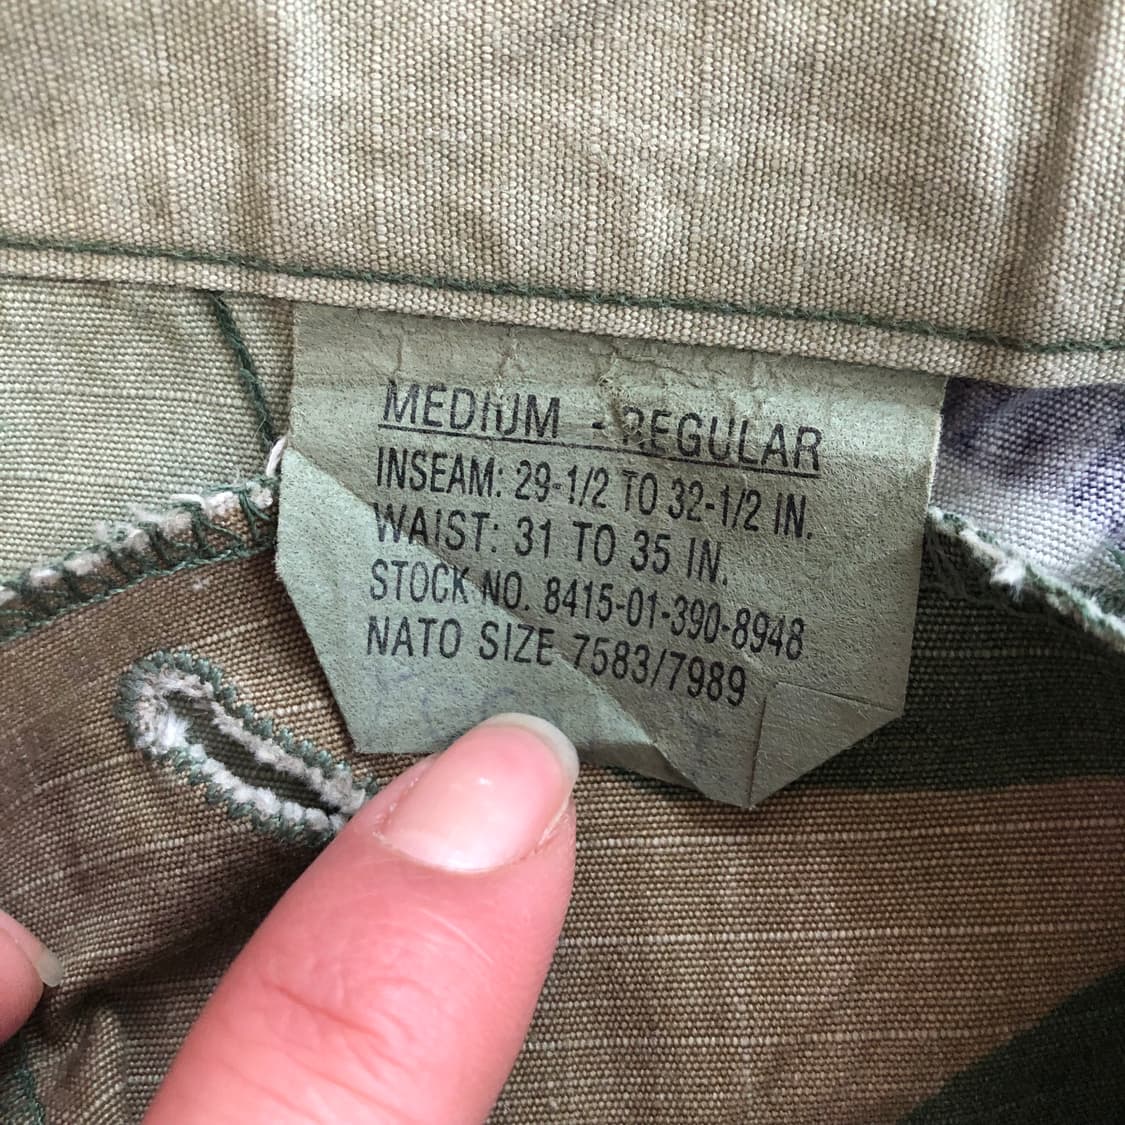 MEDIUM - REGULAR
INSEAM: 29-1/2 TO 32-1/2 IN.
WAIST: 31 TO 35 IN.
STOCK NO. 8415-01-390-8948
NATO SIZE 7583/7989